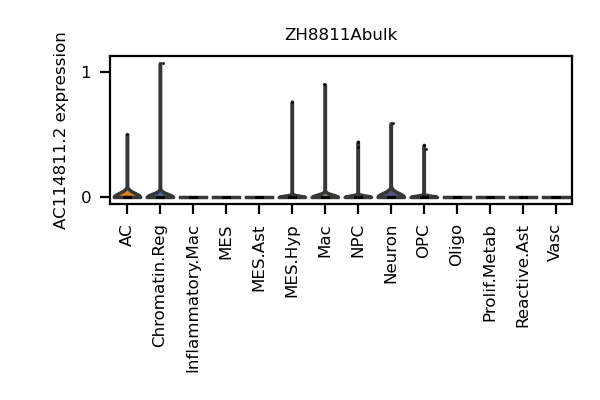 ZH8811Abulk
AC114811.2 expression
1
0
AC
Chromatin.Reg
Inflammatory.Mac
MES
MES.Ast
MES.Hyp
Mac
NPC
Neuron
OPC
Oligo
Prolif.Metab
Reactive.Ast
Vasc